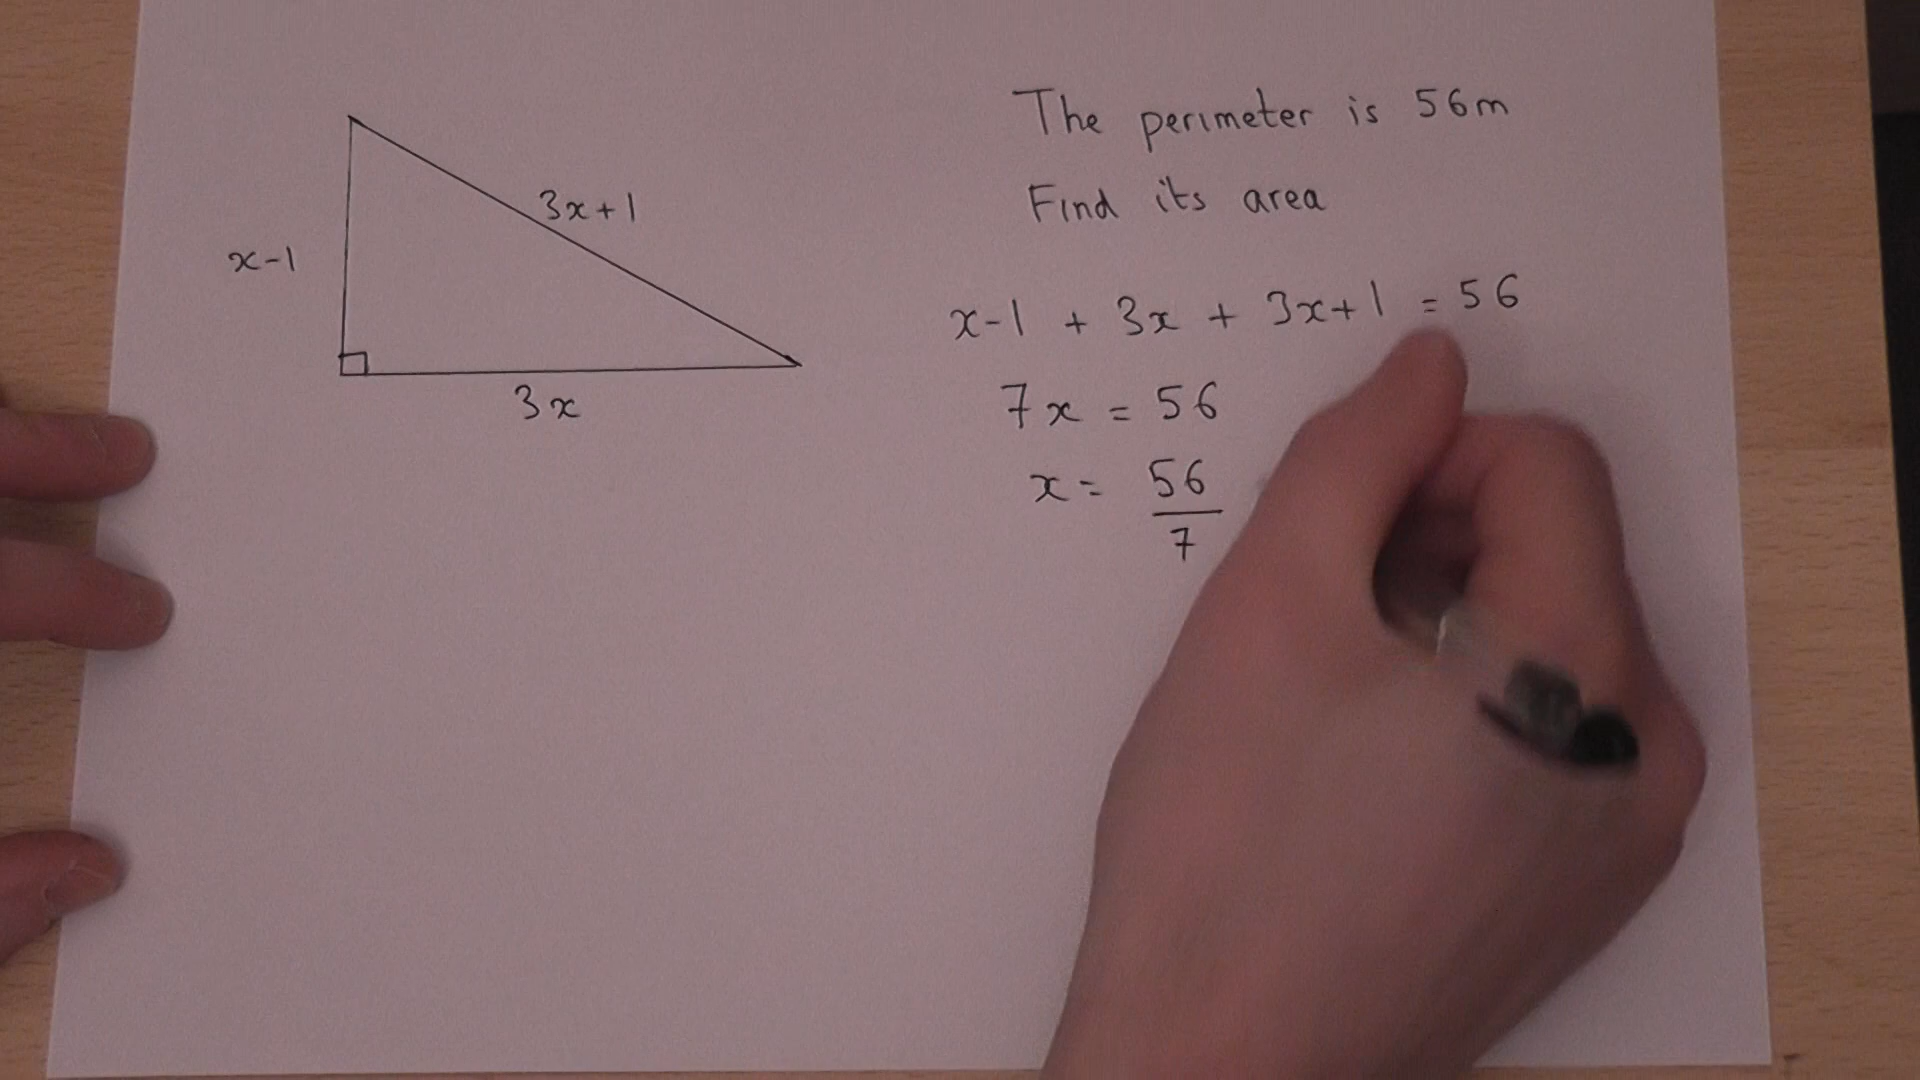 The perimeter is 56m
Find its area
3x+1
x-1
3x
x-1 + 3x + 3x+1 = 56
7x = 56
x = 56
7